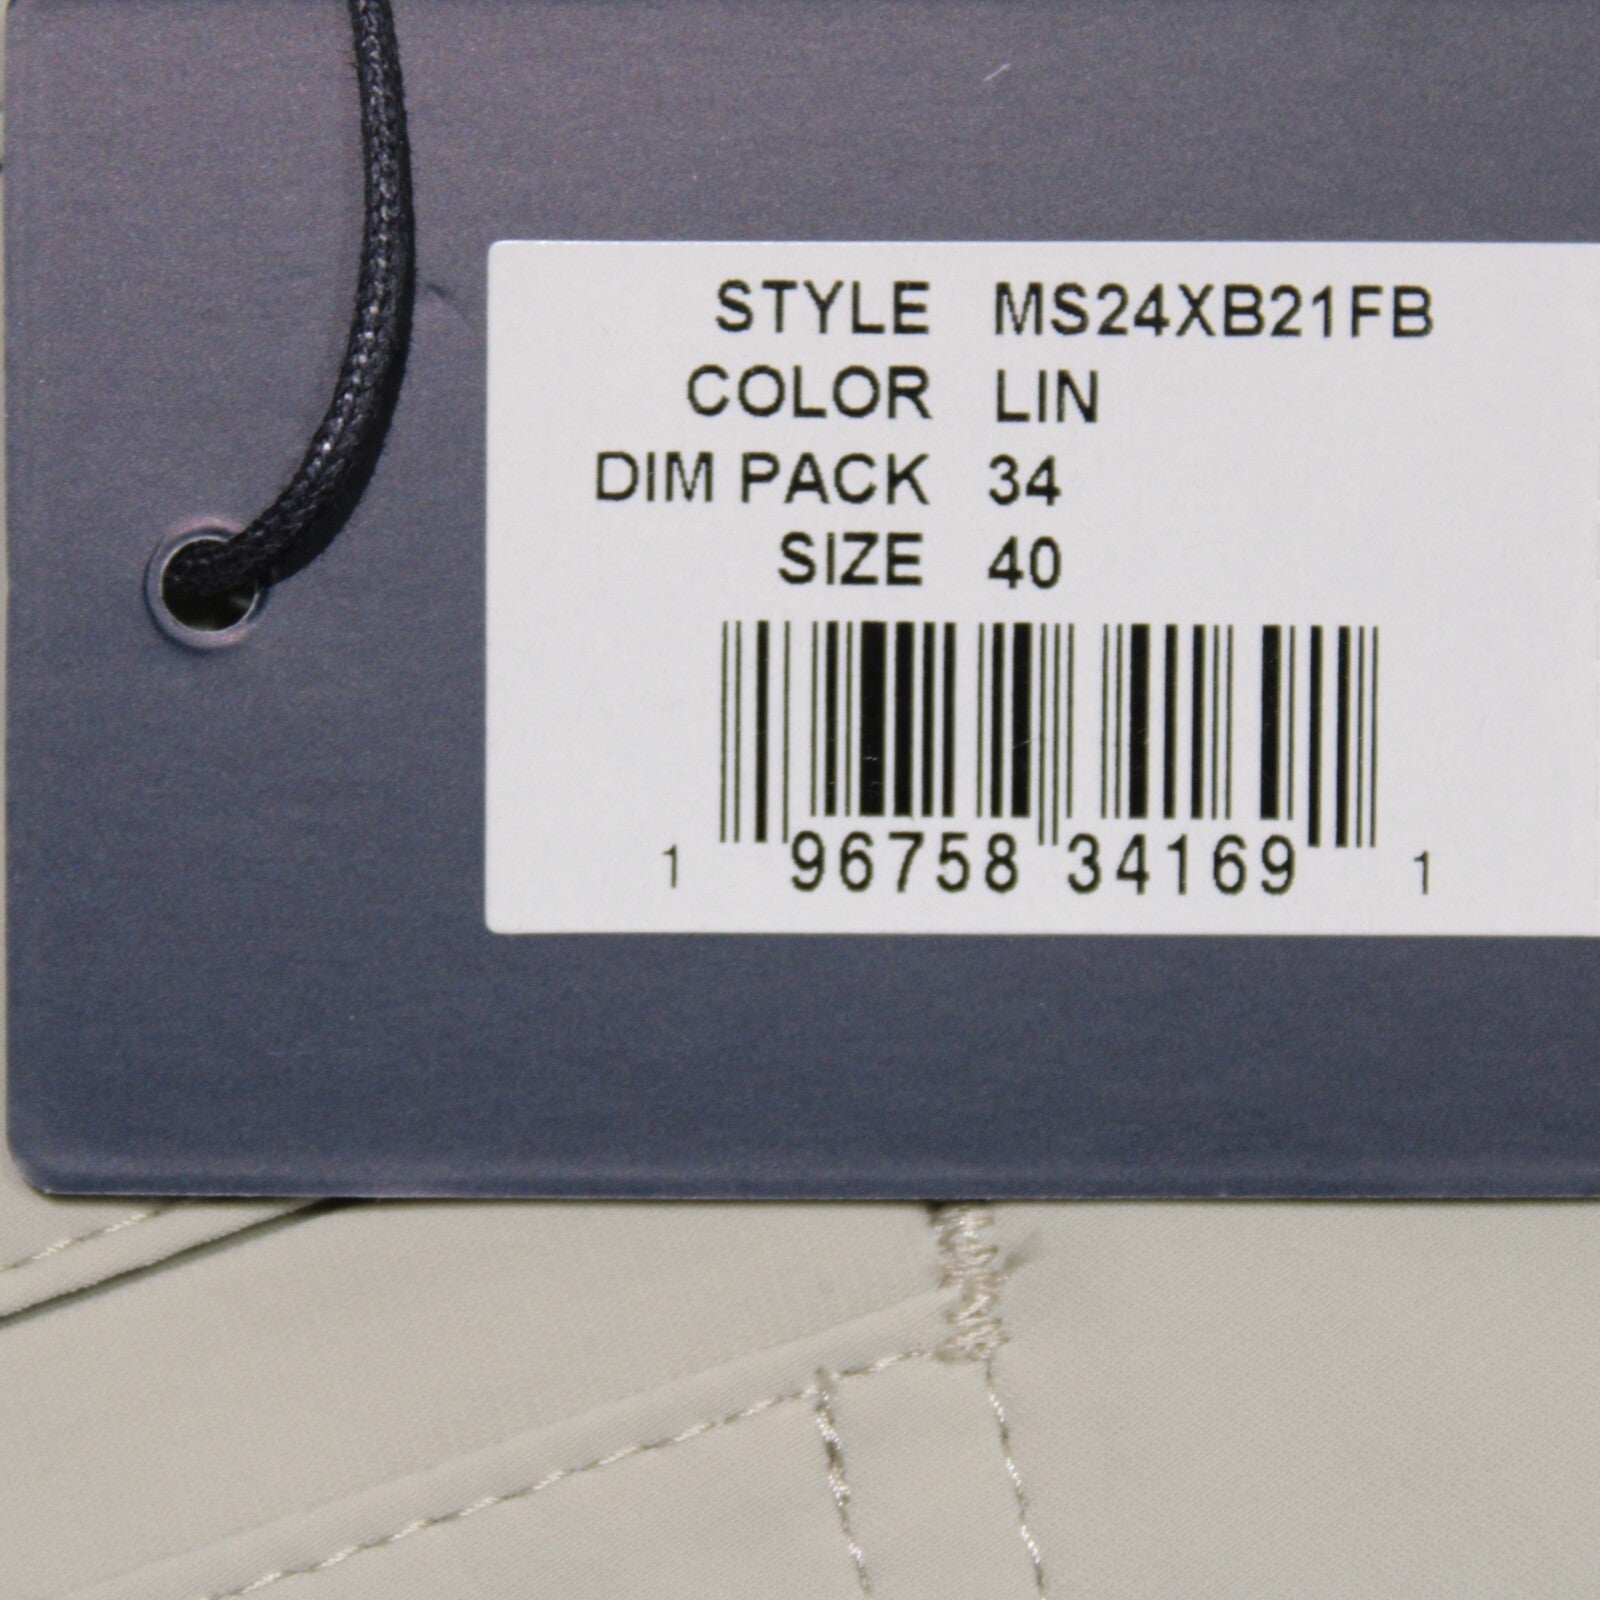 STYLE MS24XB21FB
COLOR LIN
DIM PACK 34
SIZE 40
1 96758 34169 1